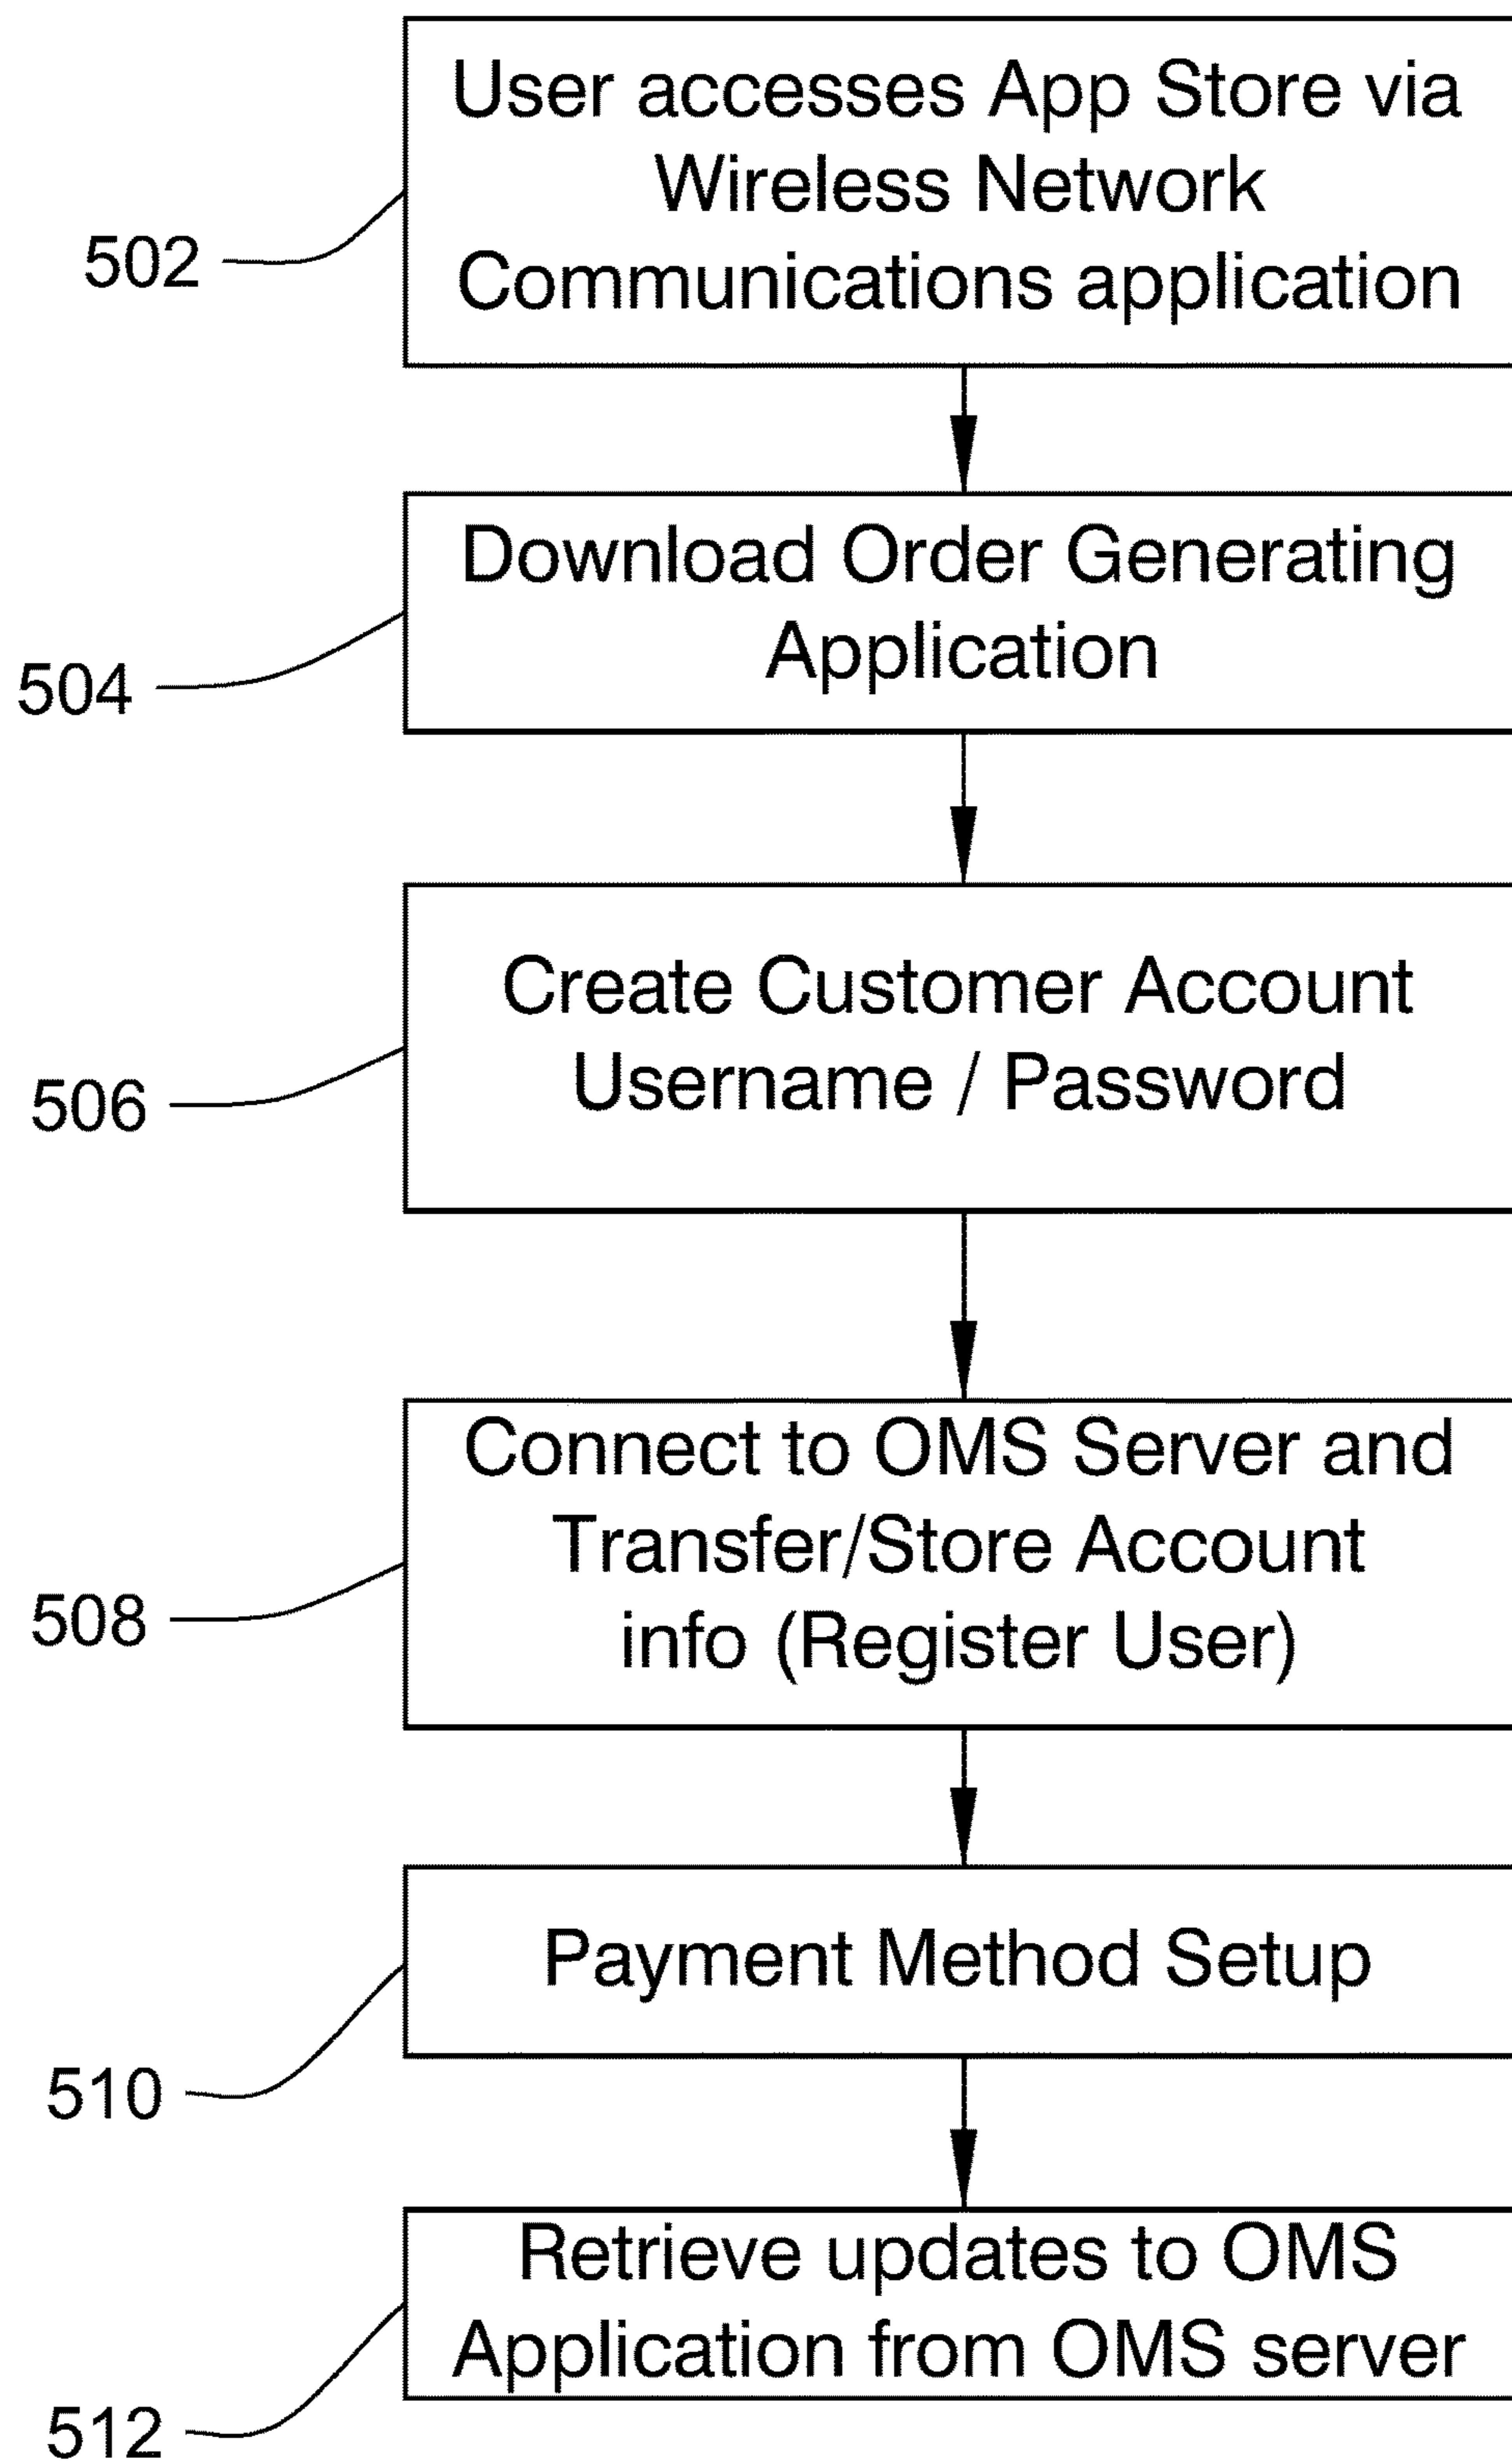 User accesses App Store via
Wireless Network
Communications application
502
Download Order Generating
Application
504
Create Customer Account
Username / Password
506
Connect to OMS Server and
Transfer/Store Account
info (Register User)
508
Payment Method Setup
510
Retrieve updates to OMS
Application from OMS server
512